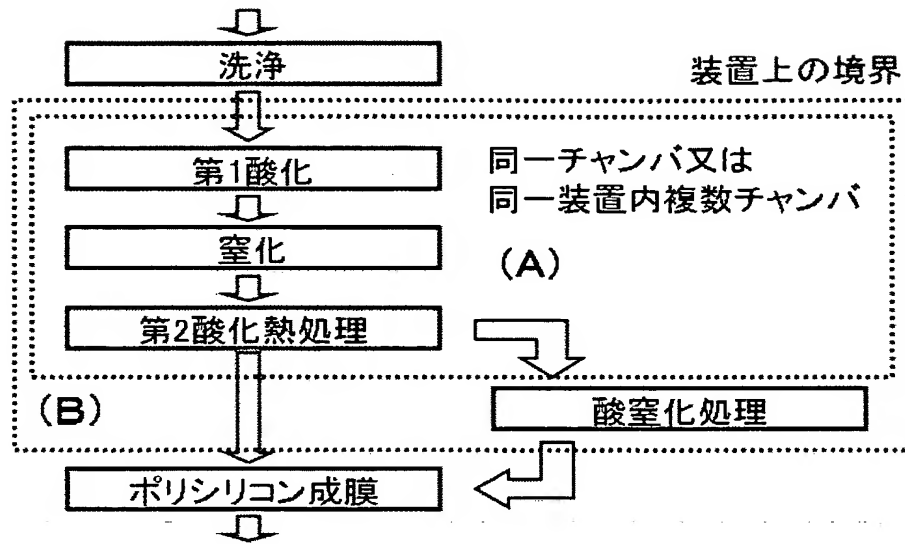 洗浄
装置上の境界
第1酸化
同一チャンバ又は
同一装置内複数チャンバ
窒化
(A)
第2酸化熱処理
(B)
酸窒化処理
ポリシリコン成膜